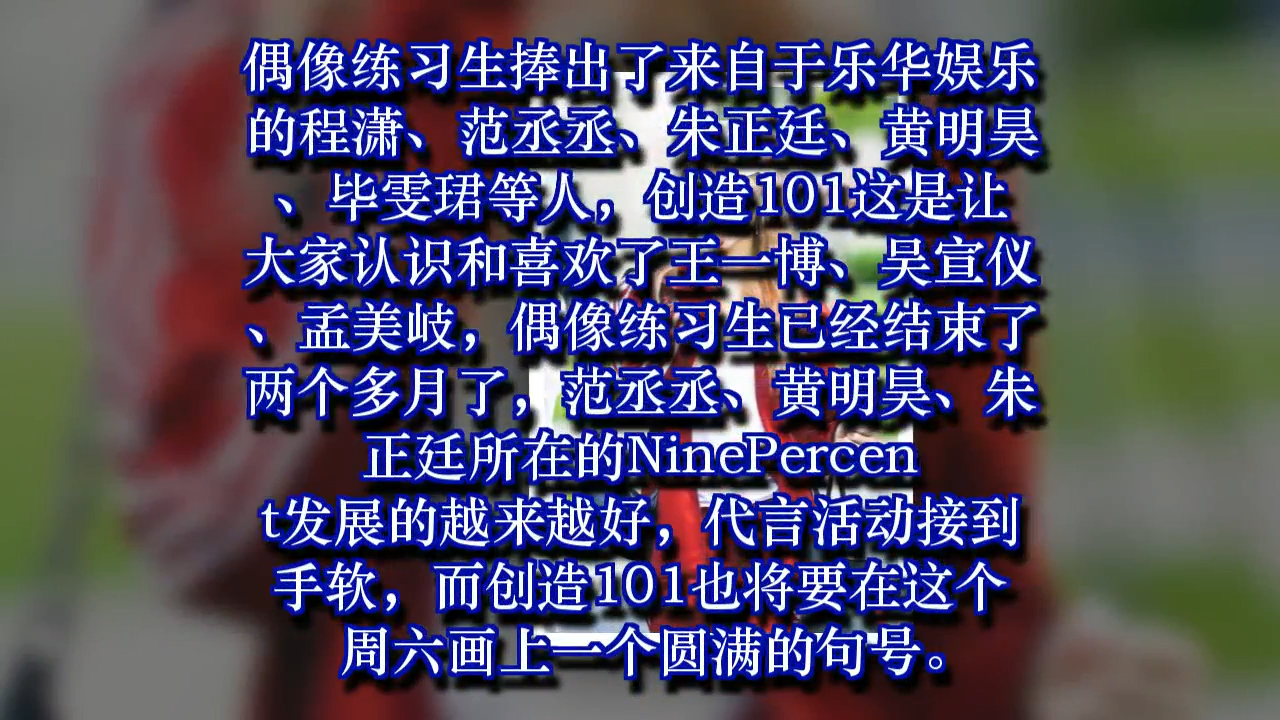 偶像练习生捧出了来自于乐华娱乐
的程潇、范丞丞、朱正廷、黄明昊
、毕雯珺等人，创造101这是让
大家认识和喜欢了王一博、吴宣仪
、孟美岐，偶像练习生已经结束了
两个多月了，范丞丞、黄明昊、朱
正廷所在的NinePercen
t发展的越来越好，代言活动接到
手软，而创造101也将要在这个
周六画上一个圆满的句号。